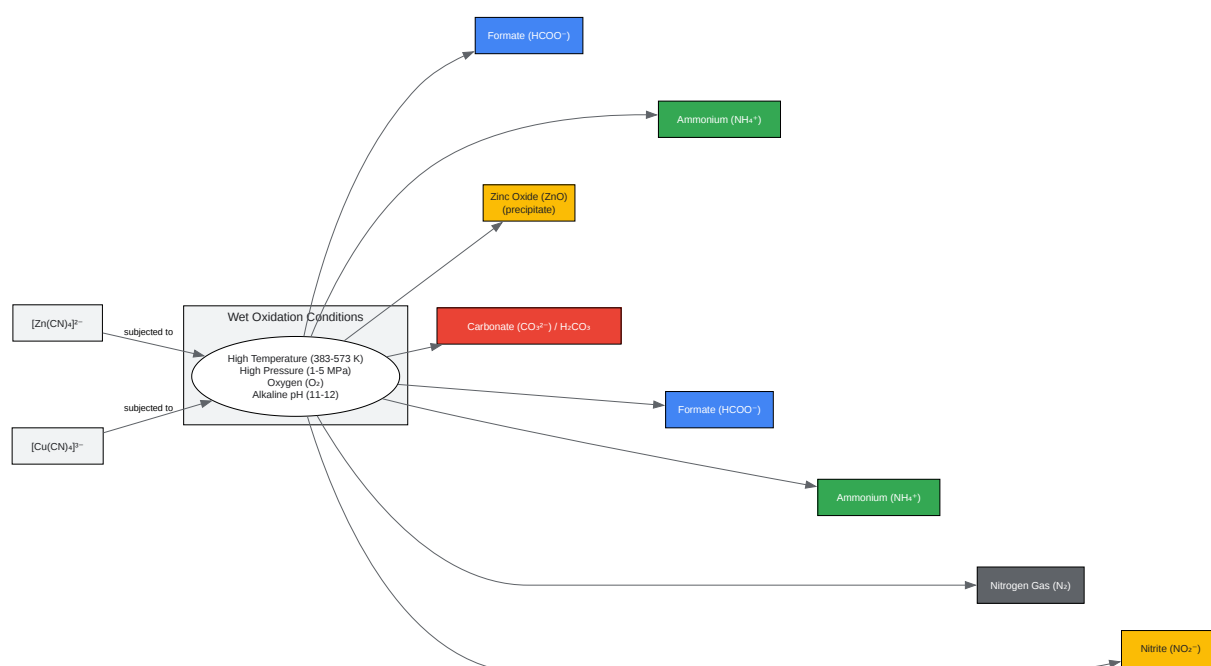 Formate (HCOO⁻)
Ammonium (NH₄⁺)
Zinc Oxide (ZnO)
(precipitate)
Wet Oxidation Conditions
[Zn(CN)₄]²⁻
subjected to
Carbonate (CO₃²⁻) / H₂CO₃
High Temperature (383-573 K)
High Pressure (1-5 MPa)
Oxygen (O₂)
Alkaline pH (11-12)
subjected to
[Cu(CN)₄]³⁻
Formate (HCOO⁻)
Ammonium (NH₄⁺)
Nitrogen Gas (N₂)
Nitrite (NO₂⁻)